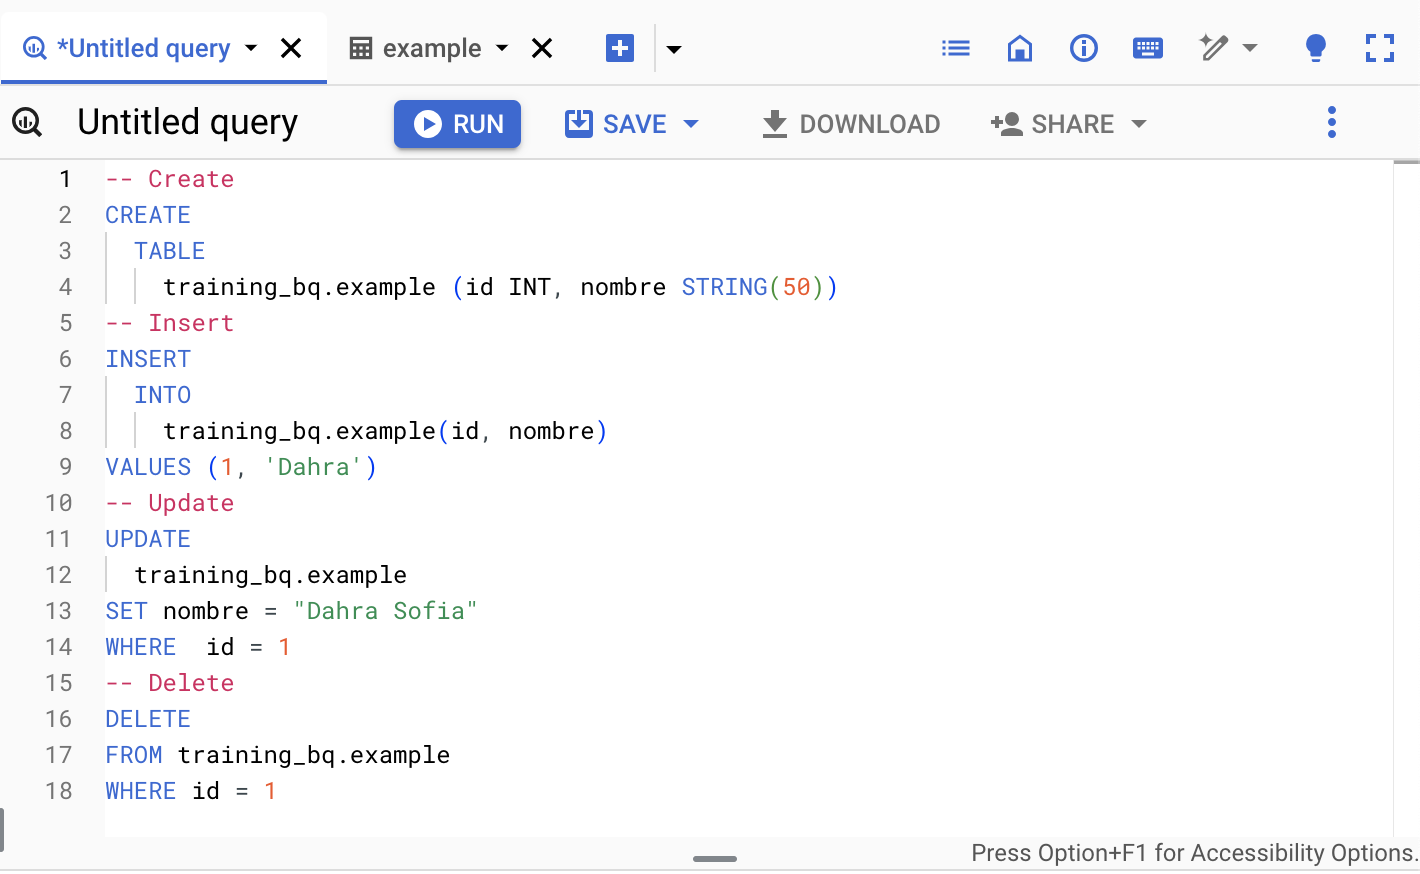 *Untitled query
example
Untitled query
RUN
SAVE
DOWNLOAD
SHARE
1 -- Create
2 CREATE
3 TABLE
4 training_bq.example (id INT, nombre STRING(50))
5 -- Insert
6 INSERT
7 INTO
8 training_bq.example(id, nombre)
9 VALUES (1, 'Dahra')
10 -- Update
11 UPDATE
12 training_bq.example
13 SET nombre = "Dahra Sofia"
14 WHERE  id = 1
15 -- Delete
16 DELETE
17 FROM training_bq.example
18 WHERE id = 1
Press Option+F1 for Accessibility Options.